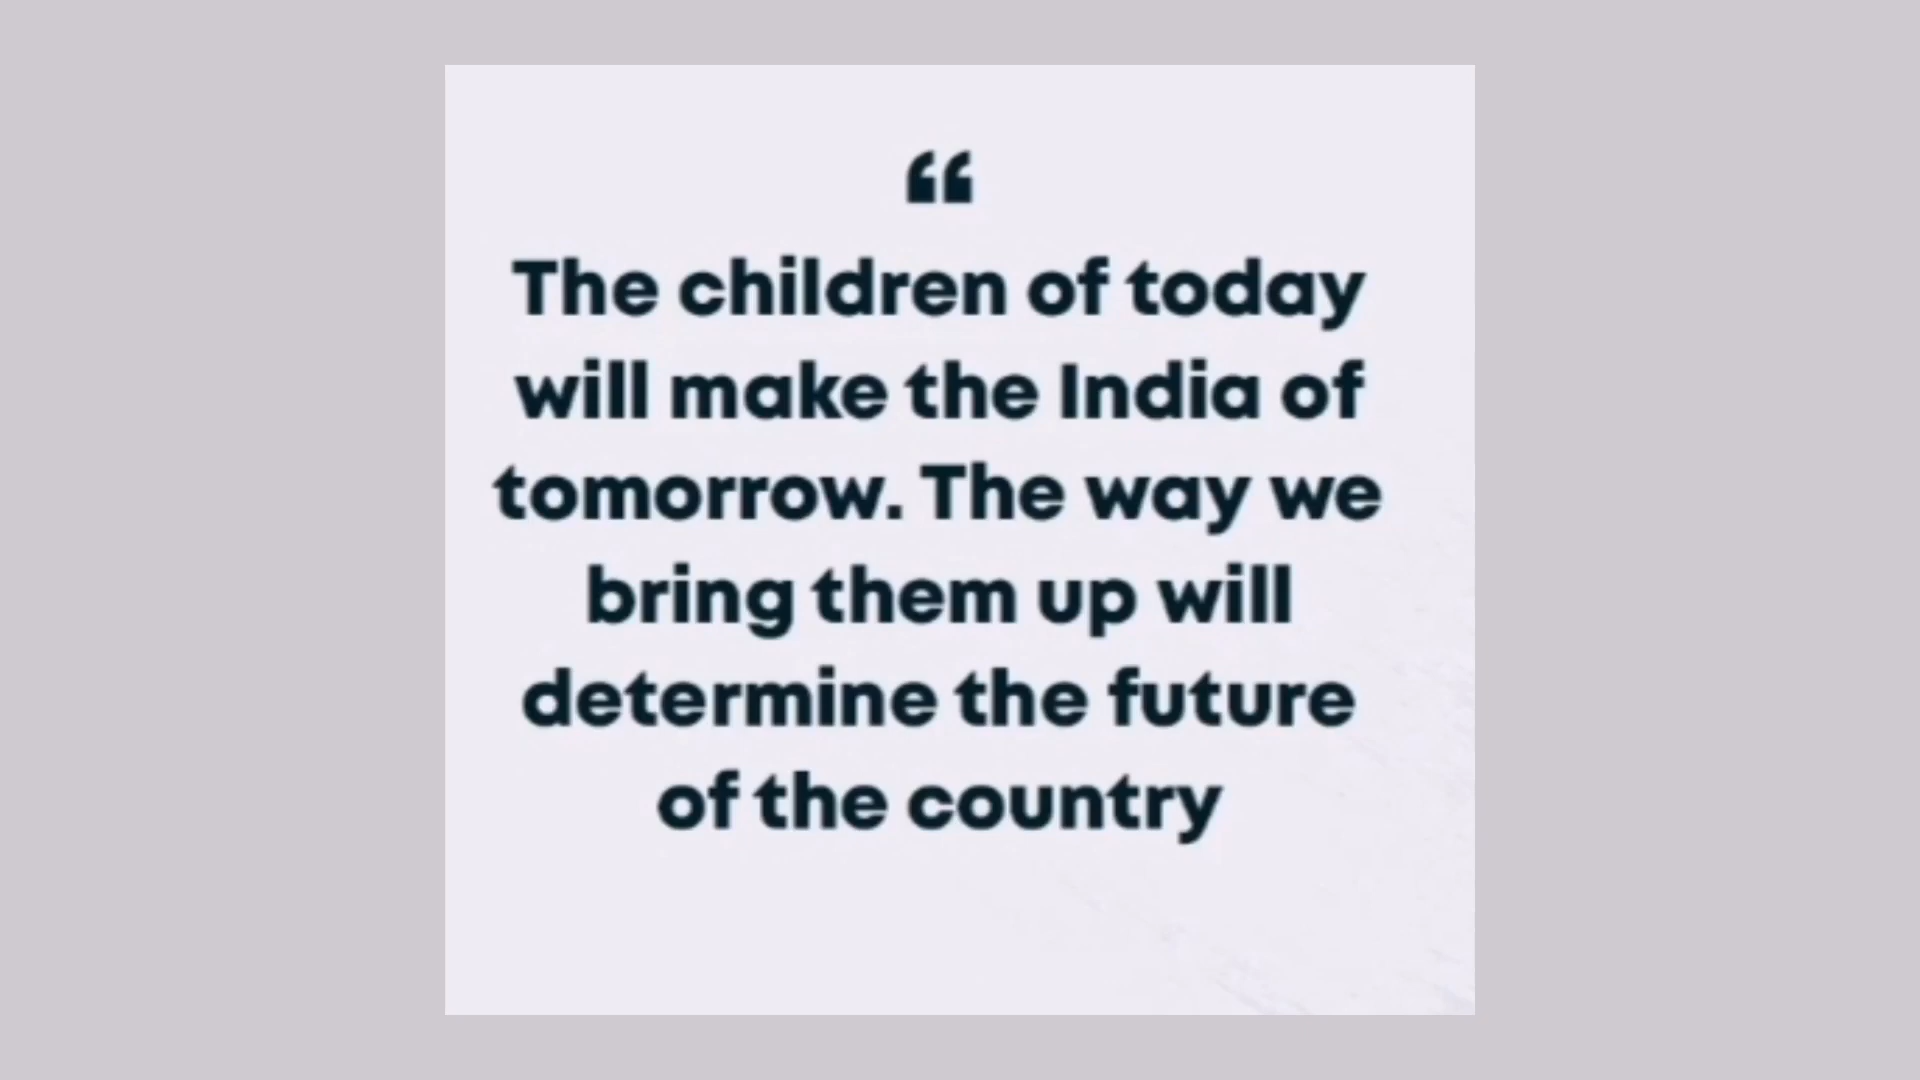 “
The children of today
will make the India of
tomorrow. The way we
bring them up will
determine the future
of the country